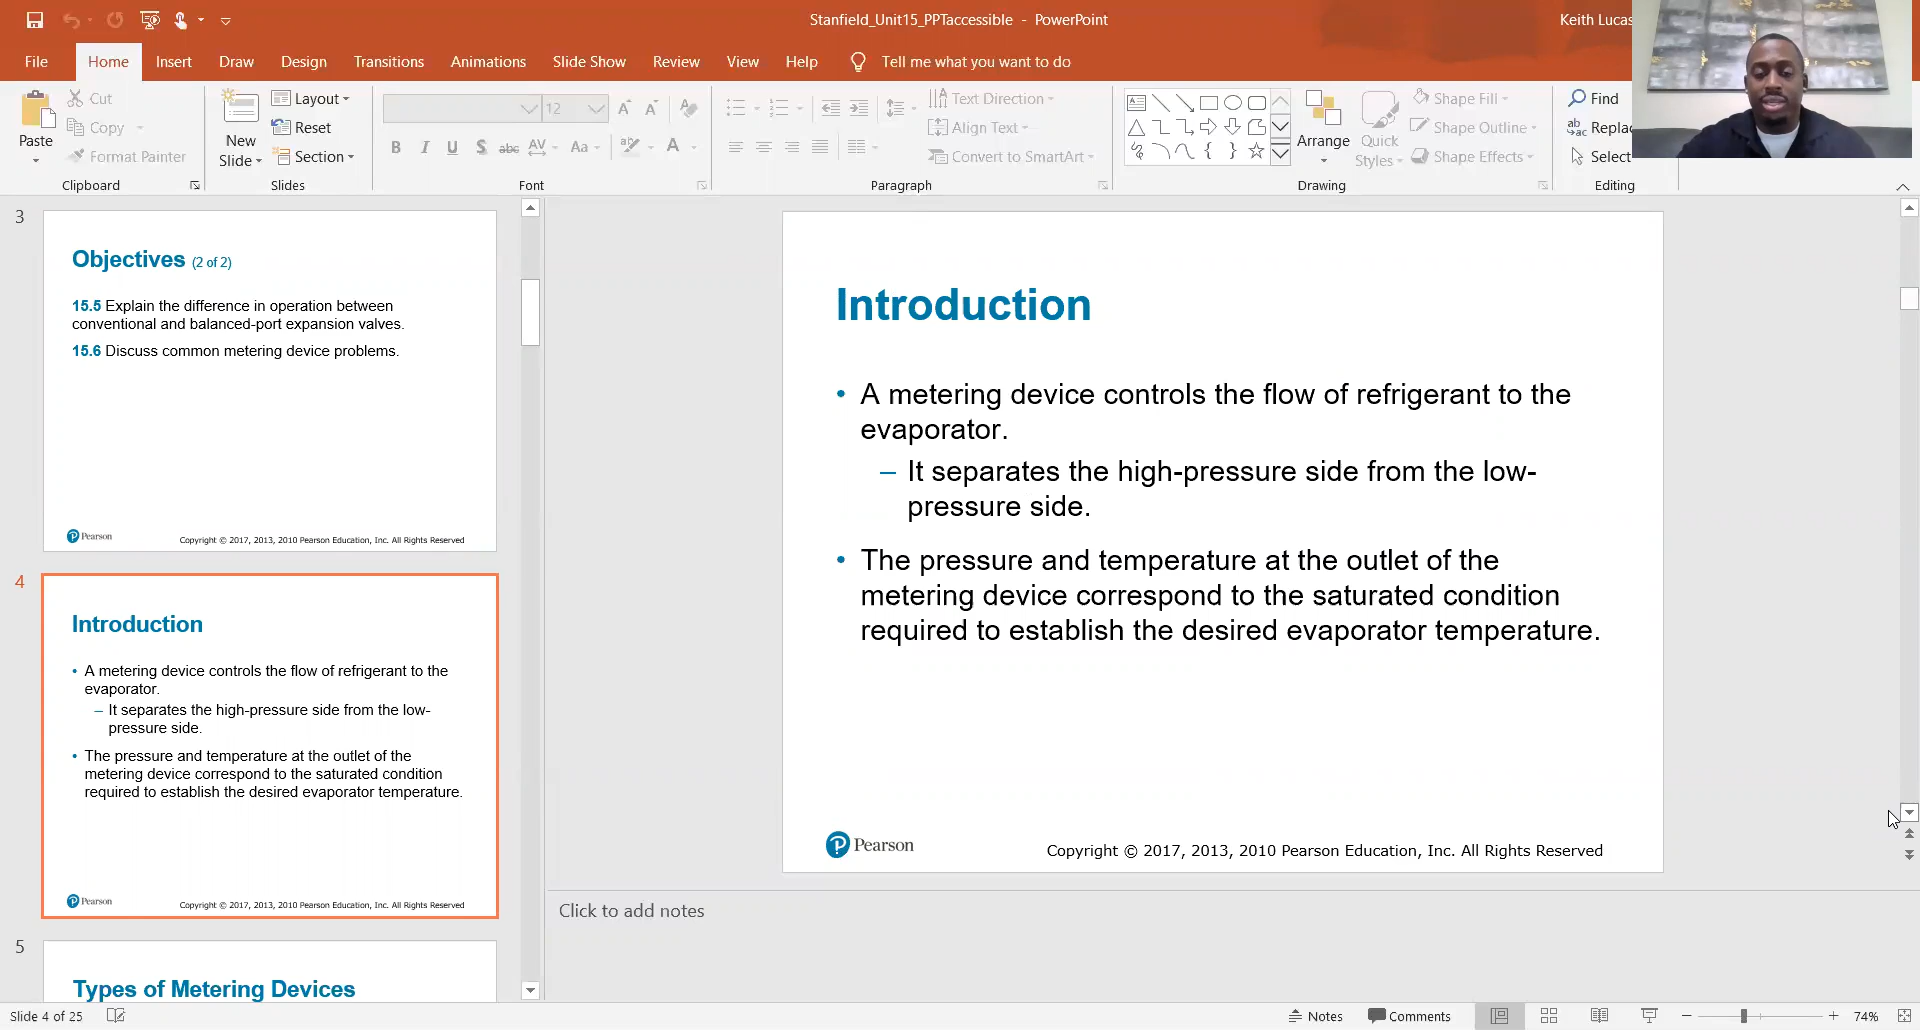 Stanfield_Unit15_PPTaccessible - PowerPoint
Keith Lucas
File Home Insert Draw Design Transitions Animations Slide Show Review View Help Tell me what you want to do
Paste
Cut
Copy
Format Painter
Clipboard
New
Slide
Layout
Reset
Section
Slides
12
B I U S abc AV Aa A
Font
Text Direction
Align Text
Convert to SmartArt
Paragraph
Arrange
Quick
Styles
Shape Fill
Shape Outline
Shape Effects
Drawing
Find
Replac
Select
Editing
3
Objectives (2 of 2)
15.5 Explain the difference in operation between
conventional and balanced-port expansion valves.
15.6 Discuss common metering device problems.
Pearson
Copyright © 2017, 2013, 2010 Pearson Education, Inc. All Rights Reserved
4
Introduction
• A metering device controls the flow of refrigerant to the
evaporator.
– It separates the high-pressure side from the low-
pressure side.
• The pressure and temperature at the outlet of the
metering device correspond to the saturated condition
required to establish the desired evaporator temperature.
Pearson
Copyright © 2017, 2013, 2010 Pearson Education, Inc. All Rights Reserved
5
Types of Metering Devices
Introduction
• A metering device controls the flow of refrigerant to the
evaporator.
– It separates the high-pressure side from the low-
pressure side.
• The pressure and temperature at the outlet of the
metering device correspond to the saturated condition
required to establish the desired evaporator temperature.
Pearson
Copyright © 2017, 2013, 2010 Pearson Education, Inc. All Rights Reserved
Click to add notes
Slide 4 of 25
Notes
Comments
74%